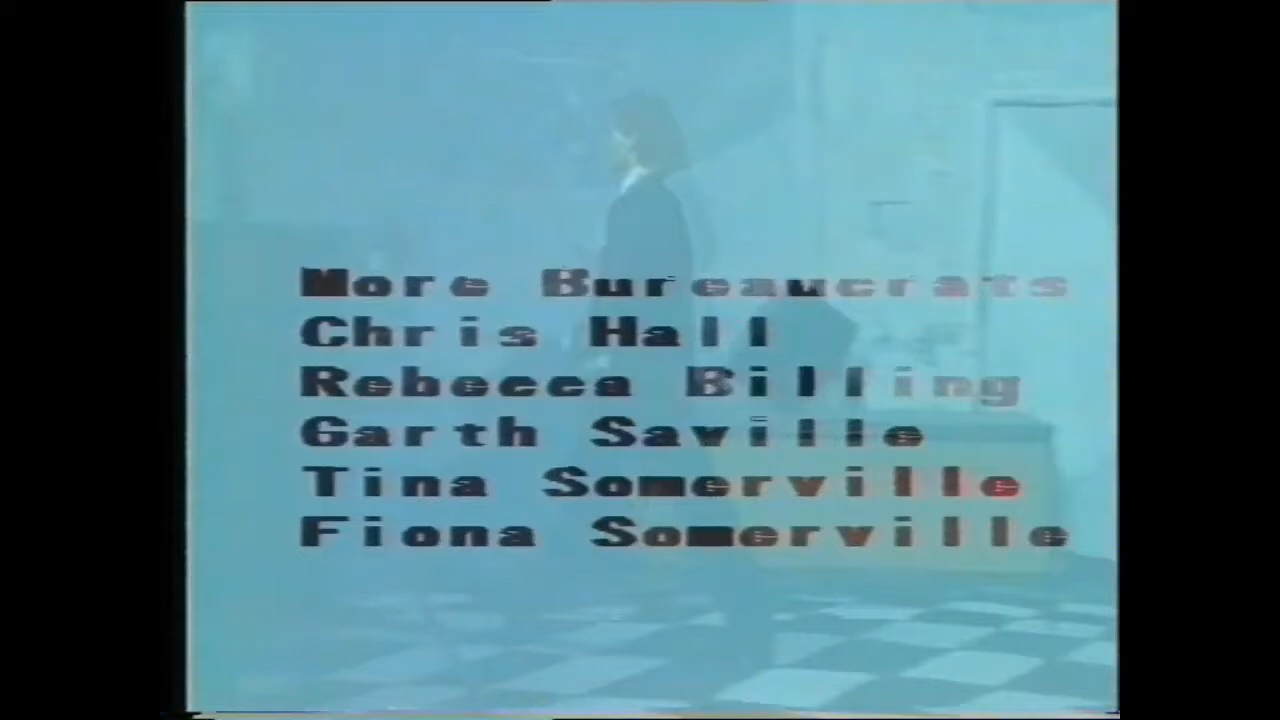 More Bureaucrats
Chris Hall
Rebecca Billing
Garth Saville
Tina Somerville
Fiona Somerville